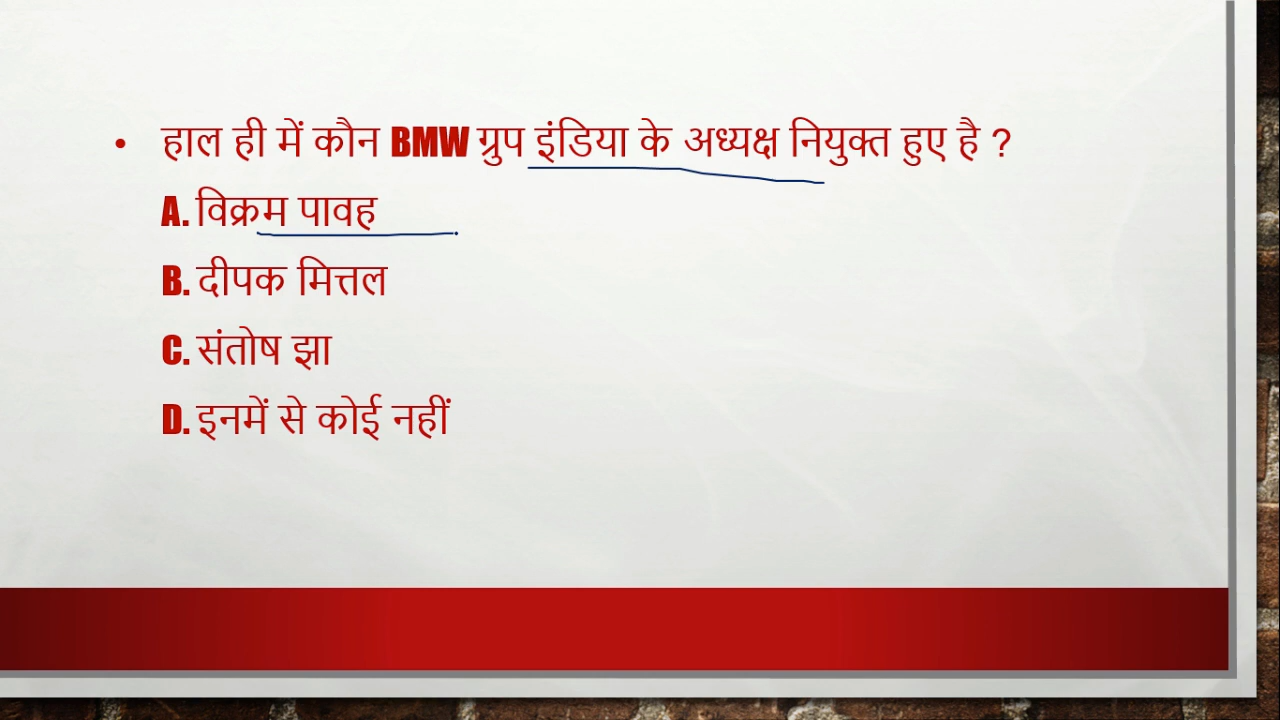 • हाल ही में कौन BMW ग्रुप इंडिया के अध्यक्ष नियुक्त हुए है ?
A. विक्रम पावह
B. दीपक मित्तल
C. संतोष झा
D. इनमें से कोई नहीं